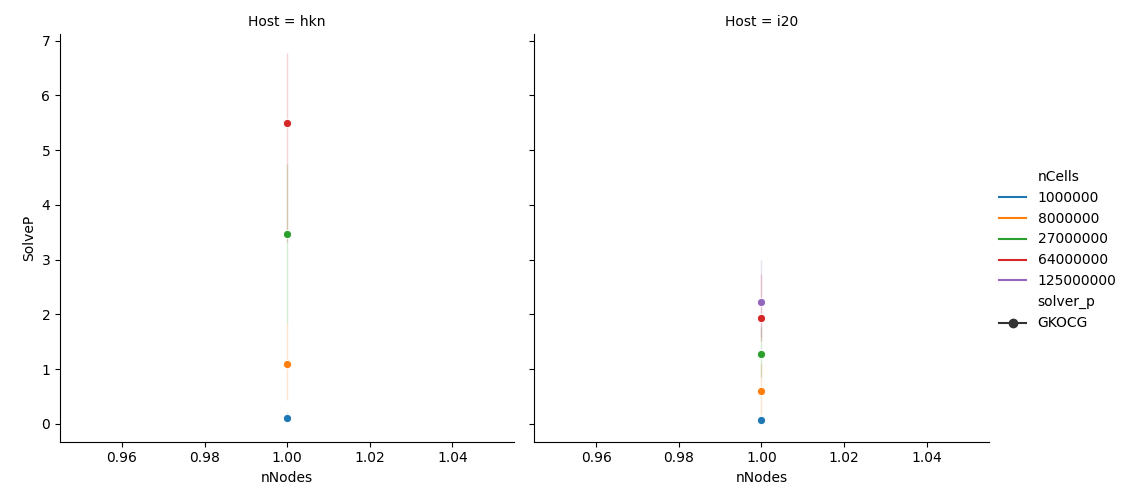 Host = hkn
Host = i20
7
6
5
4
3
2
1
0
SolveP
0.96 0.98 1.00 1.02 1.04
0.96 0.98 1.00 1.02 1.04
nNodes
nNodes
nCells
1000000
8000000
27000000
64000000
125000000
solver_p
GKOCG